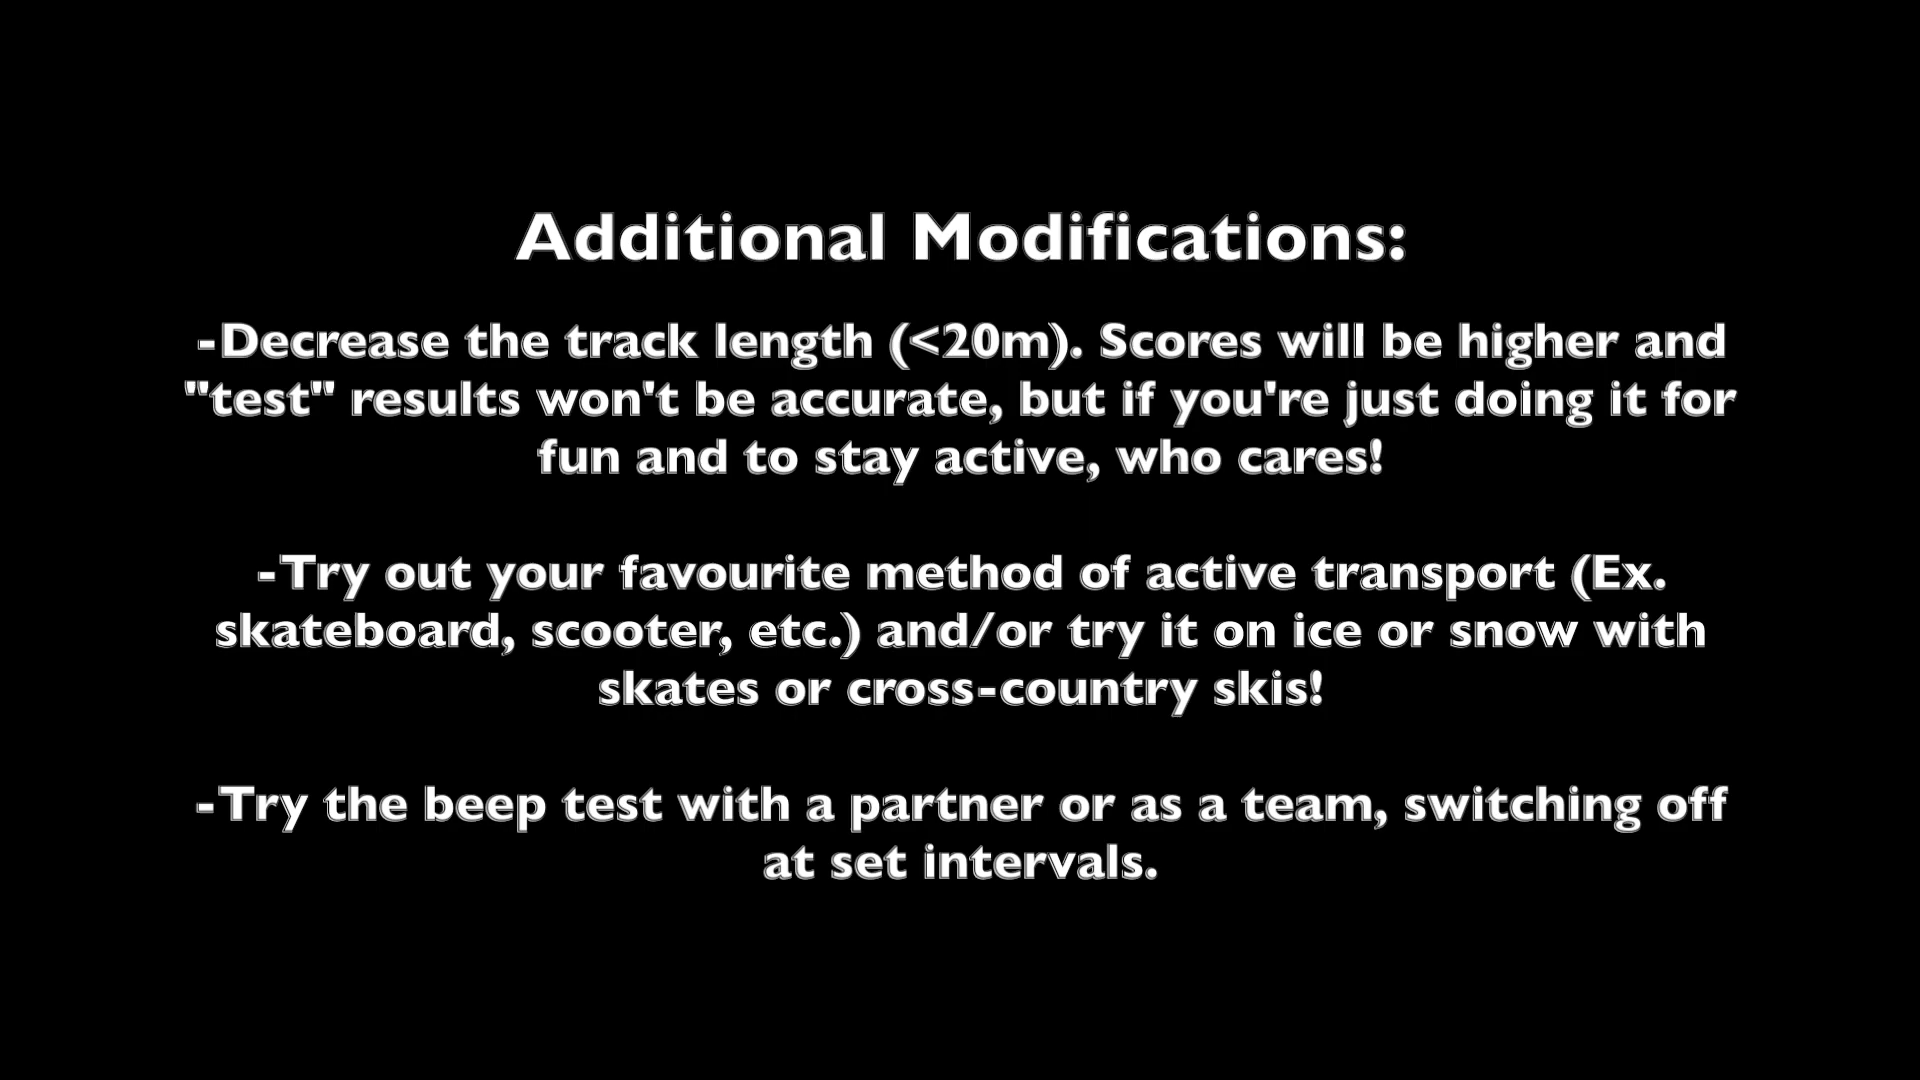 Additional Modifications:
-Decrease the track length (<20m). Scores will be higher and
"test" results won't be accurate, but if you're just doing it for
fun and to stay active, who cares!
-Try out your favourite method of active transport (Ex.
skateboard, scooter, etc.) and/or try it on ice or snow with
skates or cross-country skis!
-Try the beep test with a partner or as a team, switching off
at set intervals.